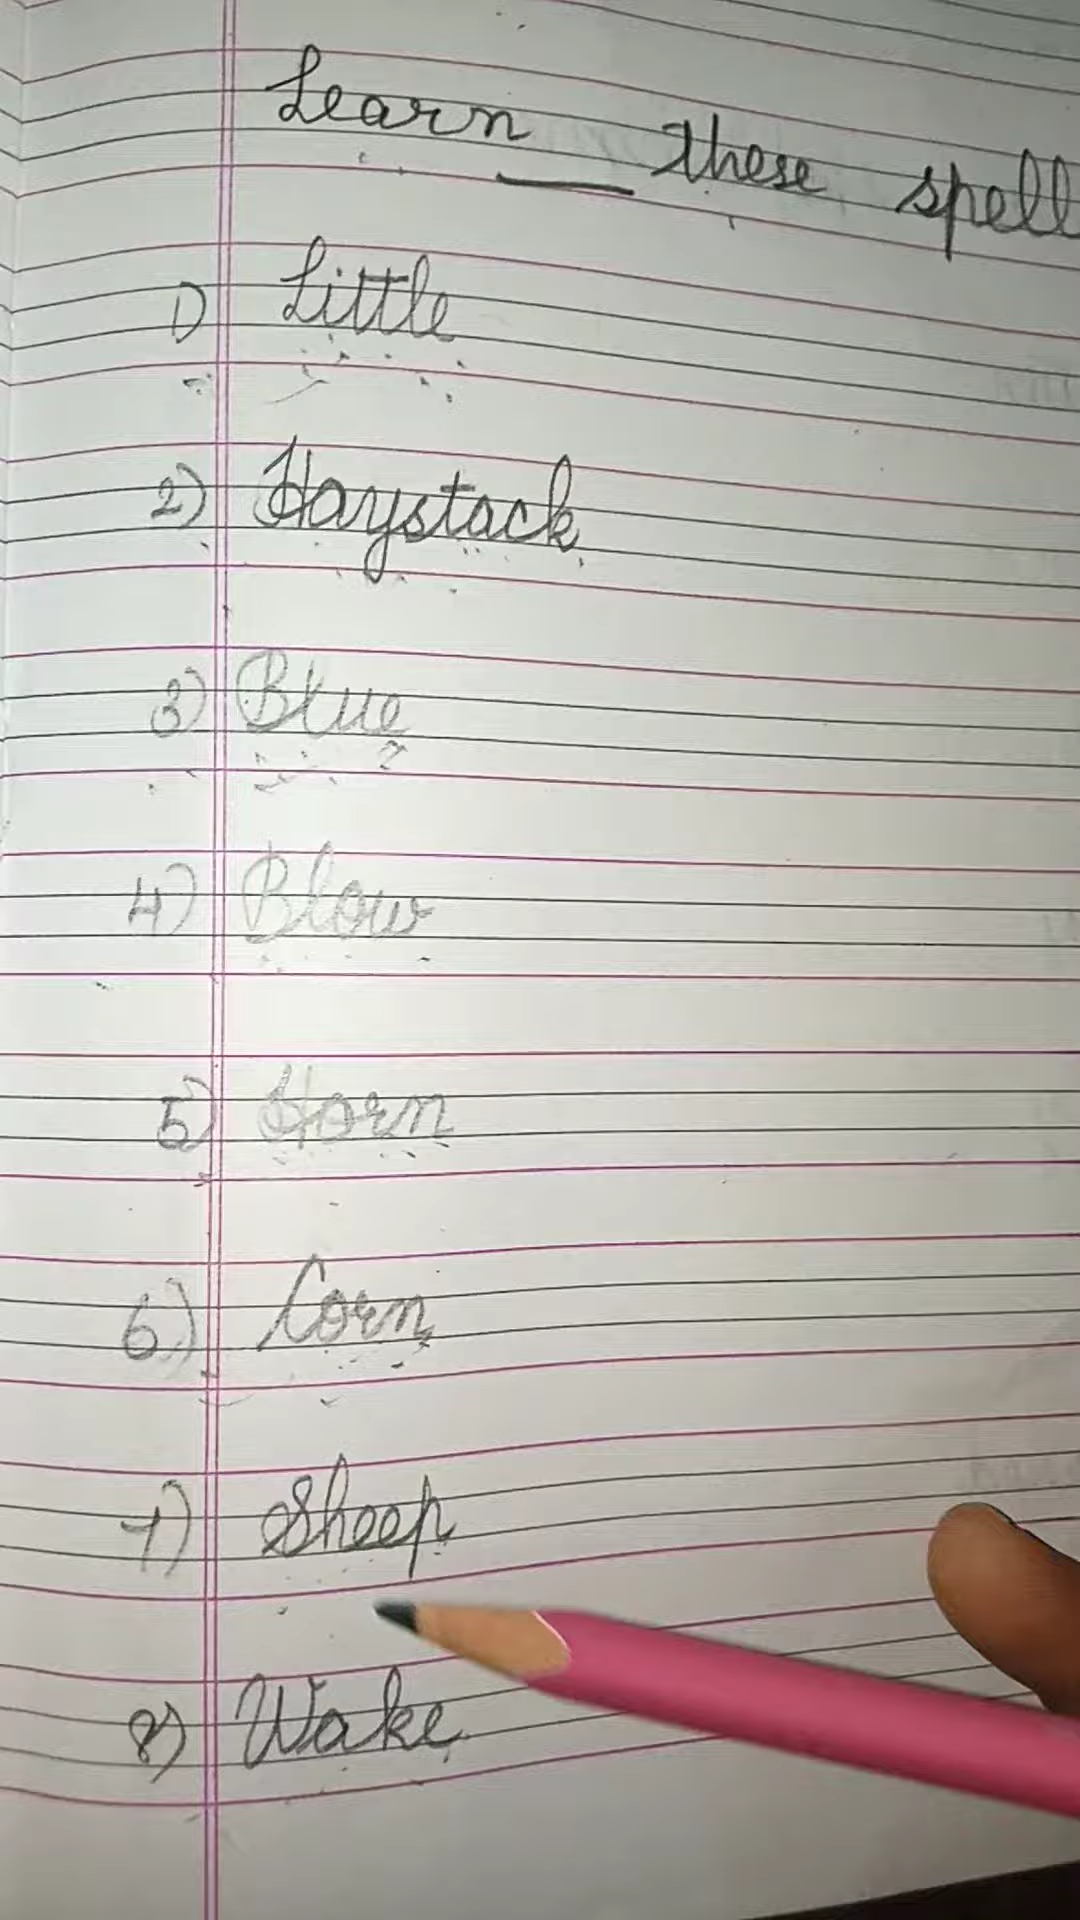 Learn these spell
1) Little
2) Haystack
3) Blue
4) Blow
5) Horn
6) Corn
7) Sheep
8) Wake